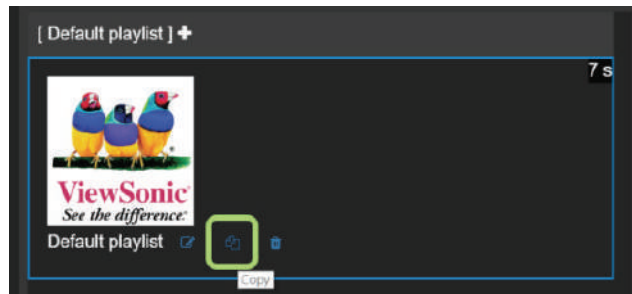 [ Default playlist ] +
7 s
ViewSonic
See the difference.
Default playlist
Copy